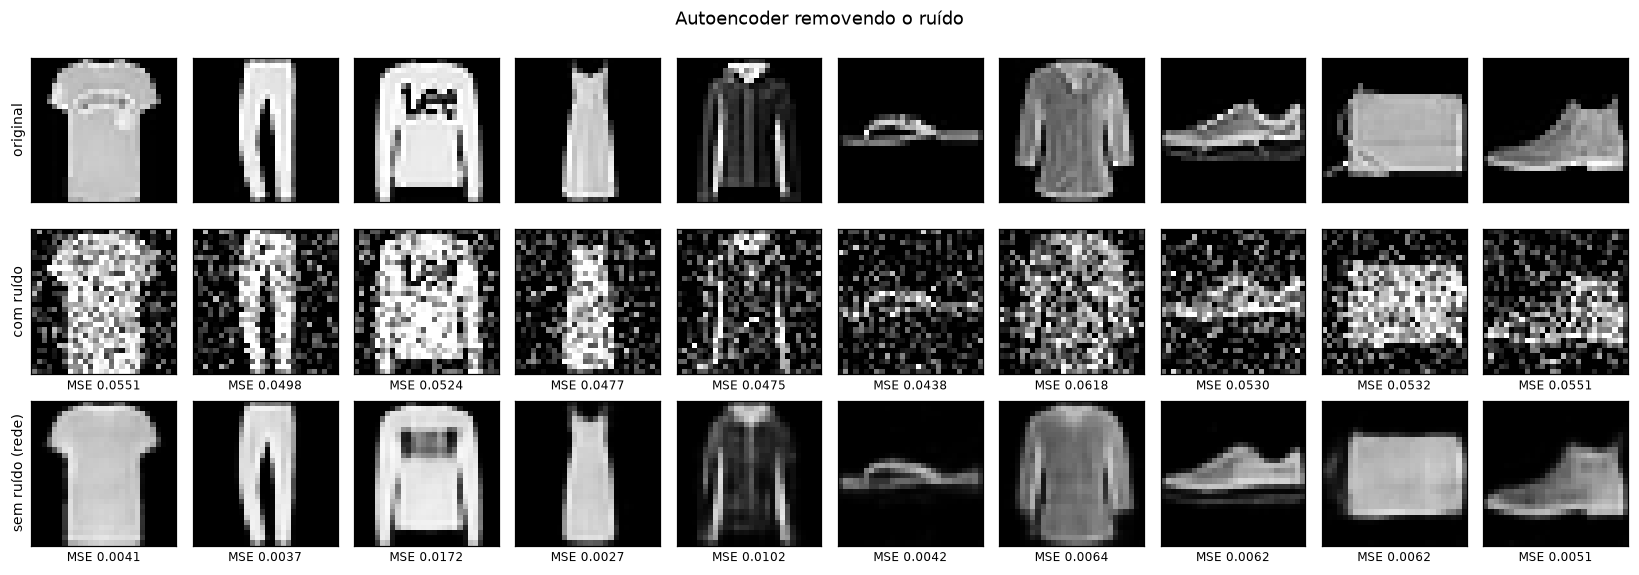 Autoencoder removendo o ruído
original
Lee
com ruído
MSE 0.0551 MSE 0.0498 MSE 0.0524 MSE 0.0477 MSE 0.0475 MSE 0.0438 MSE 0.0618 MSE 0.0530 MSE 0.0532 MSE 0.0551
sem ruído (rede)
MSE 0.0041 MSE 0.0037 MSE 0.0172 MSE 0.0027 MSE 0.0102 MSE 0.0042 MSE 0.0064 MSE 0.0062 MSE 0.0062 MSE 0.0051